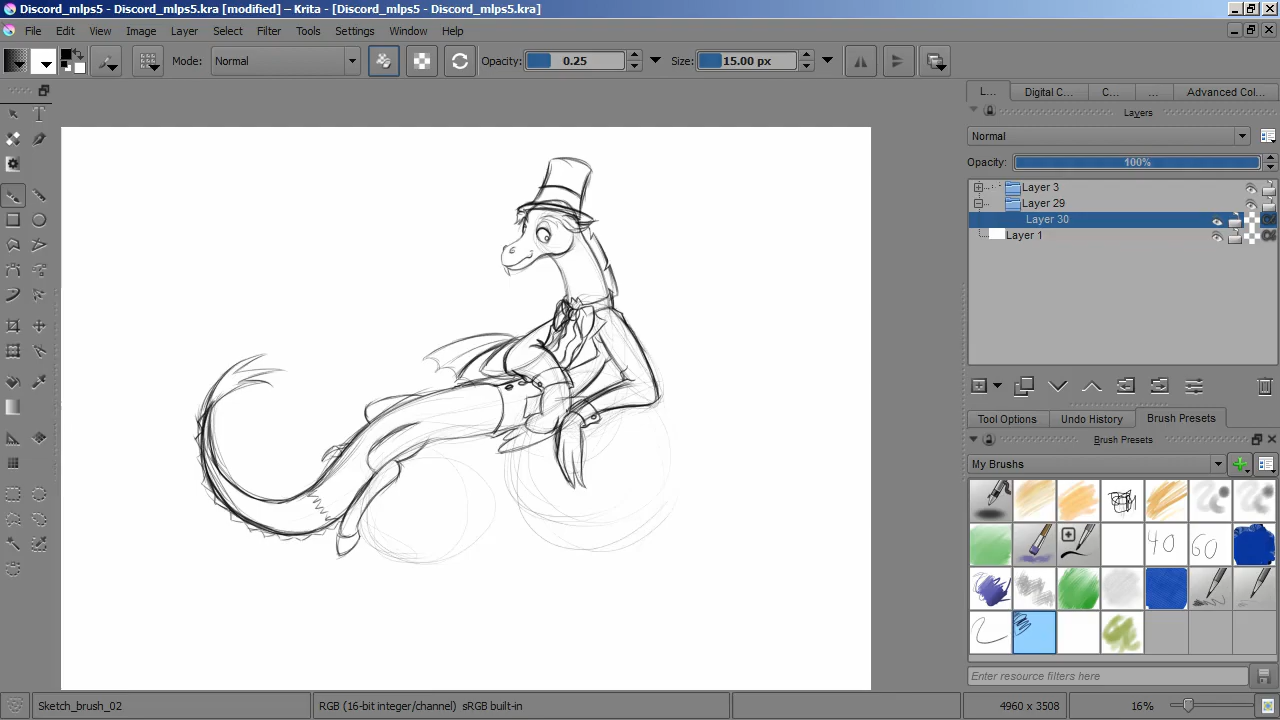 Discord_mlps5 - Discord_mlps5.kra [modified] – Krita - [Discord_mlps5 - Discord_mlps5.kra]
File Edit View Image Layer Select Filter Tools Settings Window Help
Mode: Normal Opacity: 0.25 Size: 15.00 px
L... Digital C... C... ... Advanced Col...
Layers
Normal
Opacity: 100%
Layer 3
Layer 29
Layer 30
Layer 1
Tool Options Undo History Brush Presets
Brush Presets
My Brushes
40 60
Enter resource filters here
Sketch_brush_02 RGB (16-bit integer/channel) sRGB built-in 4960 x 3508 16%